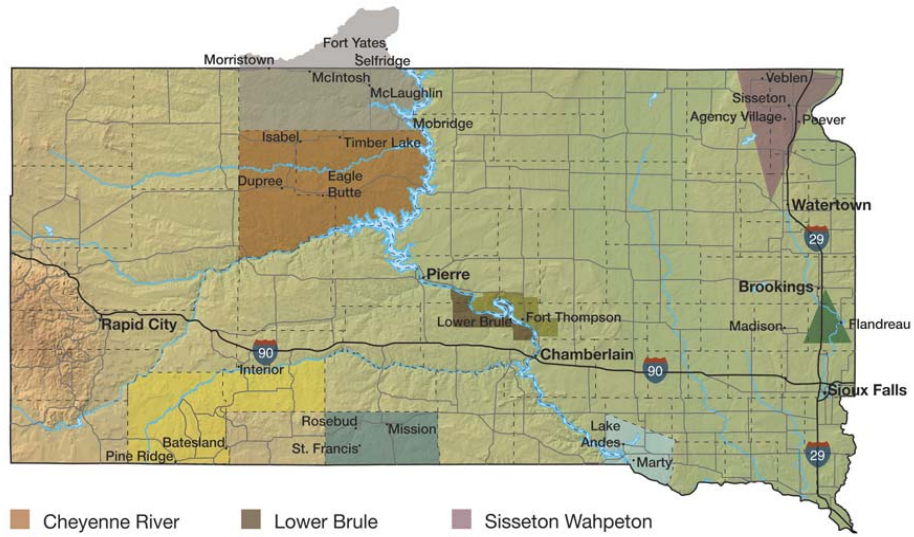 Fort Yates
Morristown
Selfridge
McIntosh
McLaughlin
Veblen
Sisseton
Agency Village
Peever
Mobridge
Isabel
Timber Lake
Dupree
Eagle
Butte
Watertown
29
Pierre
Brookings
Lower Brule
Fort Thompson
Rapid City
Madison
Flandreau
90
Chamberlain
Interior
90
Sioux Falls
Rosebud
Mission
Lake
Andes
Batesland
St. Francis
Pine Ridge
Marty
29
Cheyenne River
Lower Brule
Sisseton Wahpeton